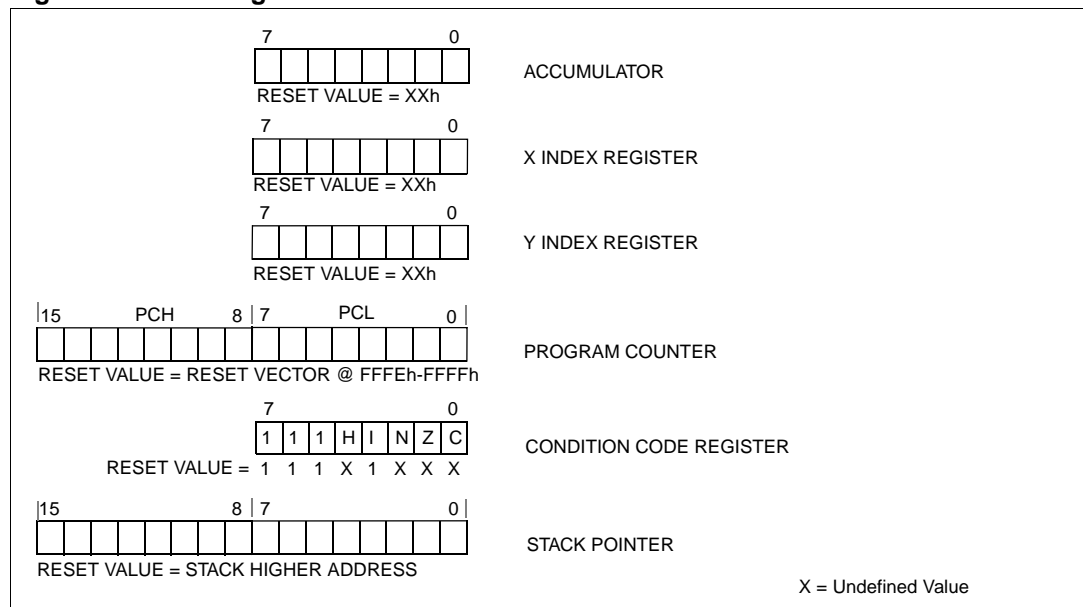 7 0
ACCUMULATOR
RESET VALUE = XXh
7 0
X INDEX REGISTER
RESET VALUE = XXh
7 0
Y INDEX REGISTER
RESET VALUE = XXh
15 PCH 8 7 PCL 0
PROGRAM COUNTER
RESET VALUE = RESET VECTOR @ FFFEh-FFFFh
7 0
1 1 1 H I N Z C
CONDITION CODE REGISTER
RESET VALUE = 1 1 1 X 1 X X X
15 8 7 0
STACK POINTER
RESET VALUE = STACK HIGHER ADDRESS
X = Undefined Value